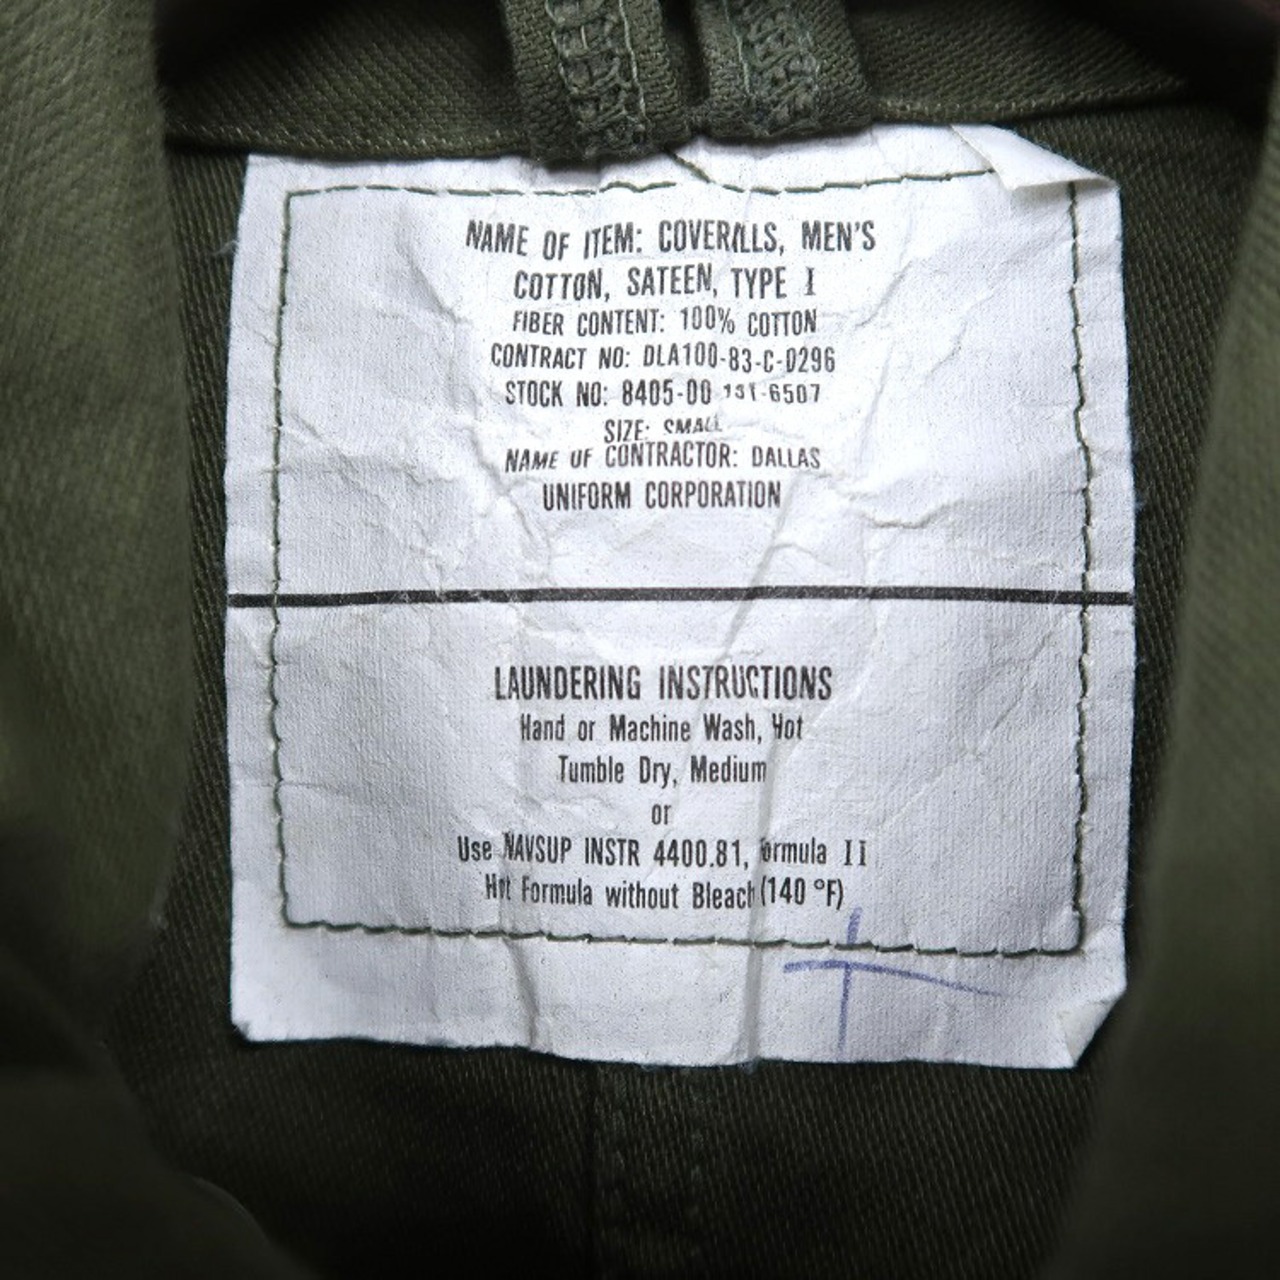 NAME OF ITEM: COVERALLS, MEN'S
COTTON, SATEEN, TYPE I
FIBER CONTENT: 100% COTTON
CONTRACT NO: DLA100-83-C-0296
STOCK NO: 8405-00 131-6507
SIZE: SMALL
NAME OF CONTRACTOR: DALLAS
UNIFORM CORPORATION
LAUNDERING INSTRUCTIONS
Hand or Machine Wash, Hot
Tumble Dry, Medium
or
Use NAVSUP INSTR 4400.81, Formula II
Hot Formula without Bleach (140 °F)